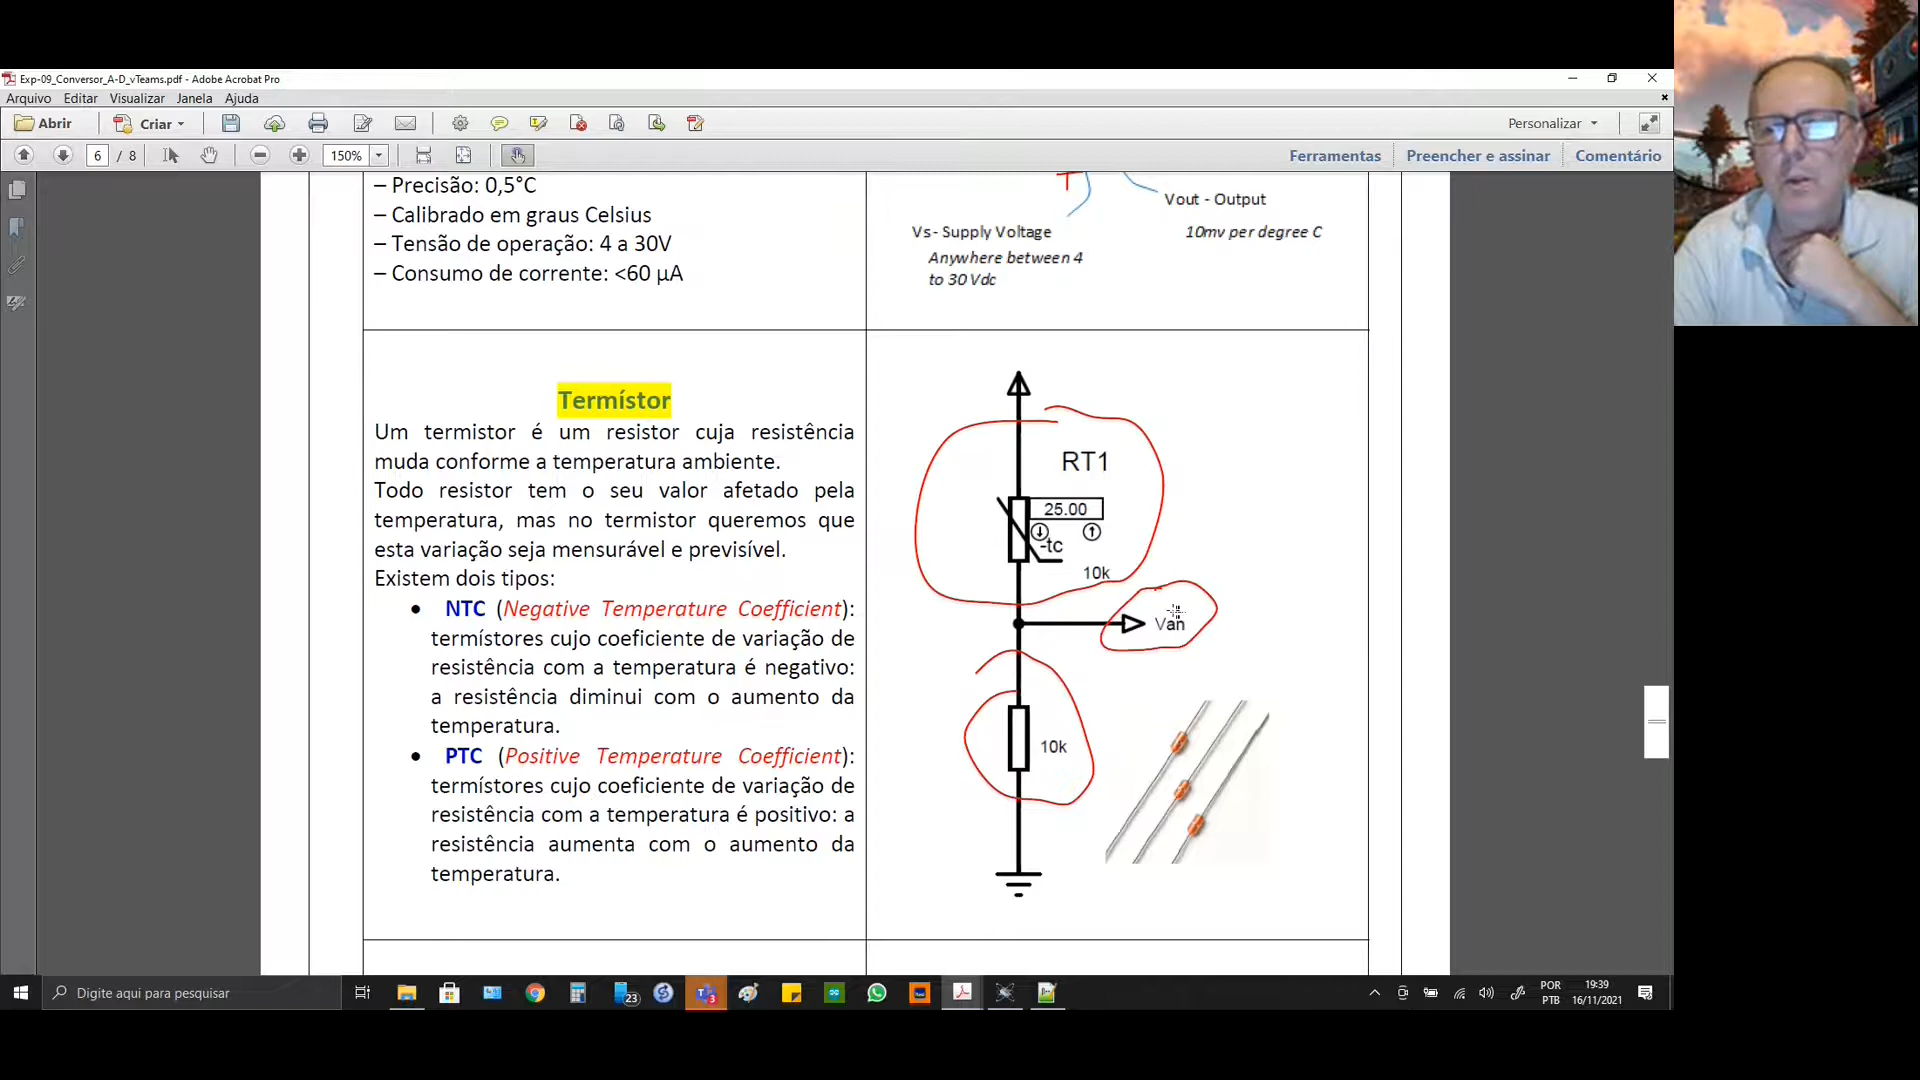 Exp-09_Conversor_A-D_vTeams.pdf - Adobe Acrobat Pro
Arquivo Editar Visualizar Janela Ajuda
Abrir Criar Personalizar
6 / 8 150% Ferramentas Preencher e assinar Comentário
– Precisão: 0,5°C
– Calibrado em graus Celsius
– Tensão de operação: 4 a 30V
– Consumo de corrente: <60 µA
T
Vout - Output
10mv per degree C
Vs - Supply Voltage
Anywhere between 4
to 30 Vdc
Termístor
Um termistor é um resistor cuja resistência
muda conforme a temperatura ambiente.
Todo resistor tem o seu valor afetado pela
temperatura, mas no termistor queremos que
esta variação seja mensurável e previsível.
Existem dois tipos:
• NTC (Negative Temperature Coefficient):
termístores cujo coeficiente de variação de
resistência com a temperatura é negativo:
a resistência diminui com o aumento da
temperatura.
• PTC (Positive Temperature Coefficient):
termístores cujo coeficiente de variação de
resistência com a temperatura é positivo: a
resistência aumenta com o aumento da
temperatura.
RT1
25.00
-tc
10k
Van
10k
Digite aqui para pesquisar
23
3
POR
PTB
19:39
16/11/2021